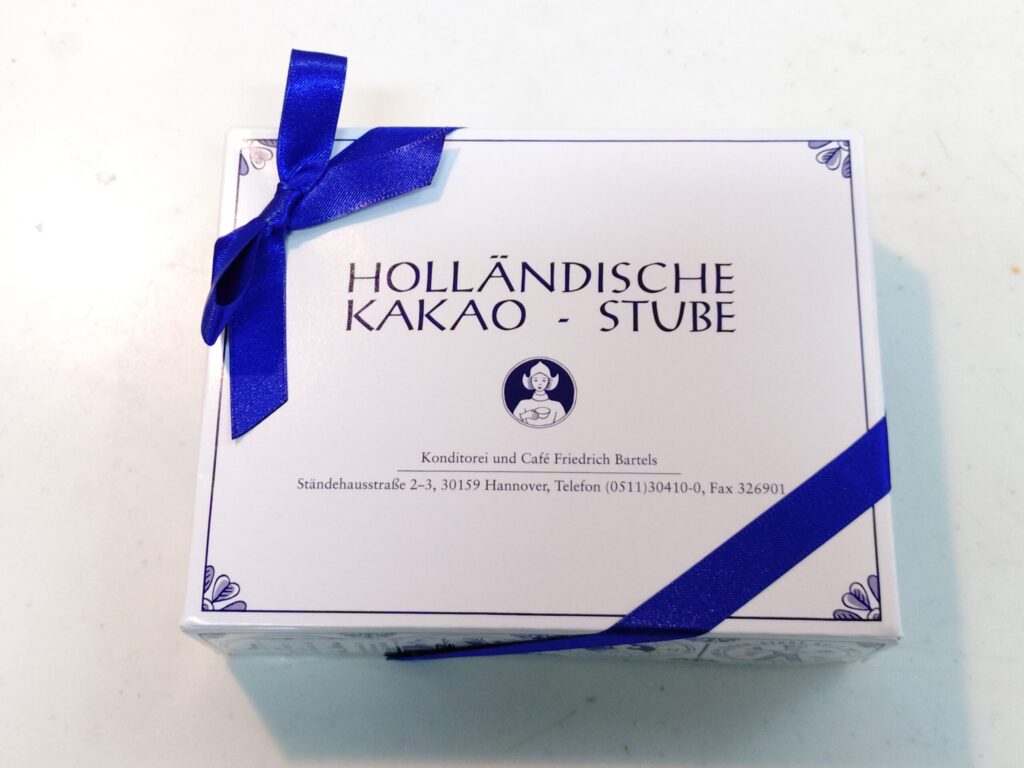 HOLLÄNDISCHE
KAKAO - STUBE
Konditorei und Café Friedrich Bartels
Ständehausstraße 2–3, 30159 Hannover, Telefon (0511)30410-0, Fax 326901